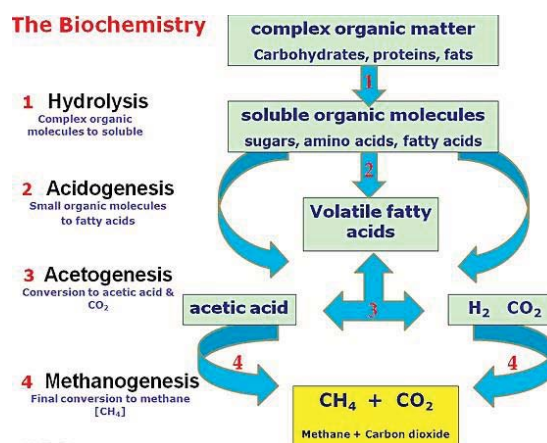 The Biochemistry
complex organic matter
Carbohydrates, proteins, fats
1
1 Hydrolysis
Complex organic
molecules to soluble
soluble organic molecules
sugars, amino acids, fatty acids
2
2 Acidogenesis
Small organic molecules
to fatty acids
Volatile fatty
acids
3 Acetogenesis
Conversion to acetic acid &
CO₂
acetic acid
3
H₂ CO₂
4
4
4 Methanogenesis
Final conversion to methane
[CH₄]
CH₄ + CO₂
Methane + Carbon dioxide